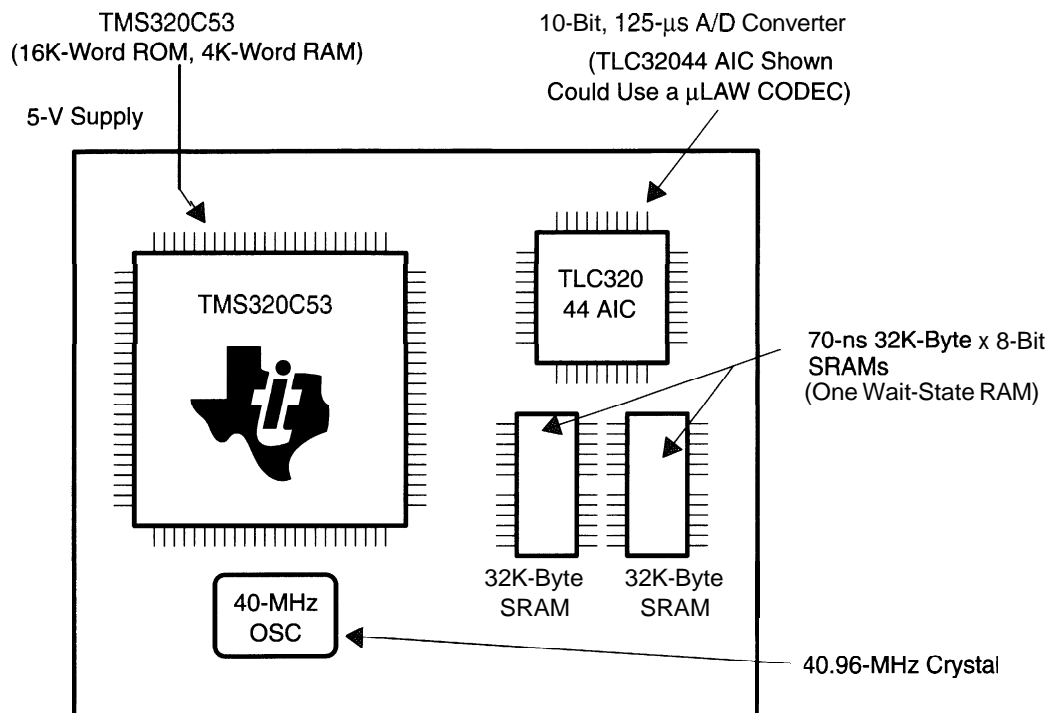 TMS320C53
(16K-Word ROM, 4K-Word RAM)
5-V Supply
10-Bit, 125-µs A/D Converter
(TLC32044 AIC Shown
Could Use a µLAW CODEC)
TMS320C53
ti
TLC320
44 AIC
70-ns 32K-Byte x 8-Bit
SRAMs
(One Wait-State RAM)
32K-Byte
SRAM
32K-Byte
SRAM
40-MHz
OSC
40.96-MHz Crystal